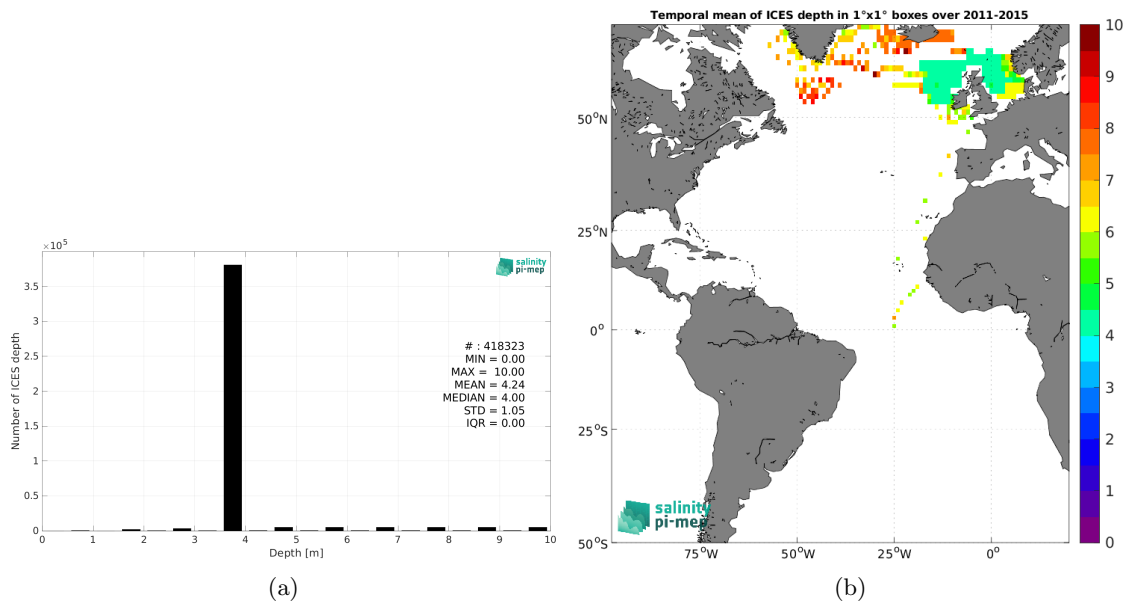 ×10⁵
3.5
3
2.5
2
1.5
1
0.5
0
Number of ICES depth
salinity
pi-mep
# : 418323
MIN = 0.00
MAX = 10.00
MEAN = 4.24
MEDIAN = 4.00
STD = 1.05
IQR = 0.00
0 1 2 3 4 5 6 7 8 9 10
Depth [m]
(a)
Temporal mean of ICES depth in 1°x1° boxes over 2011-2015
50°N
25°N
0°
25°S
50°S
75°W 50°W 25°W 0°
salinity
pi-mep
10
9
8
7
6
5
4
3
2
1
0
(b)